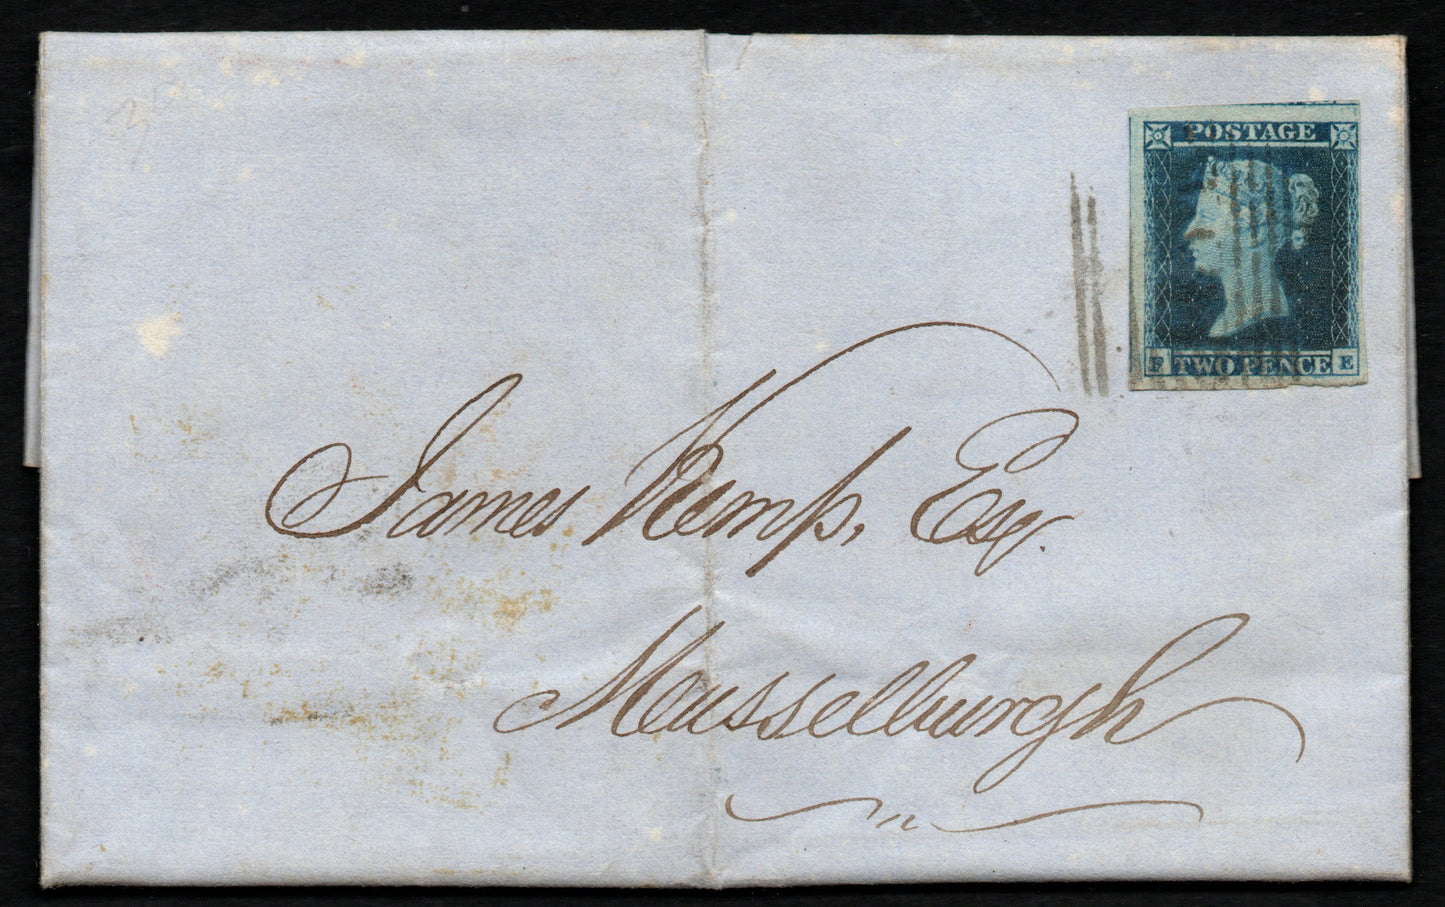 POSTAGE
F TWO PENCE E
James Kemp, Esq.
Musselburgh